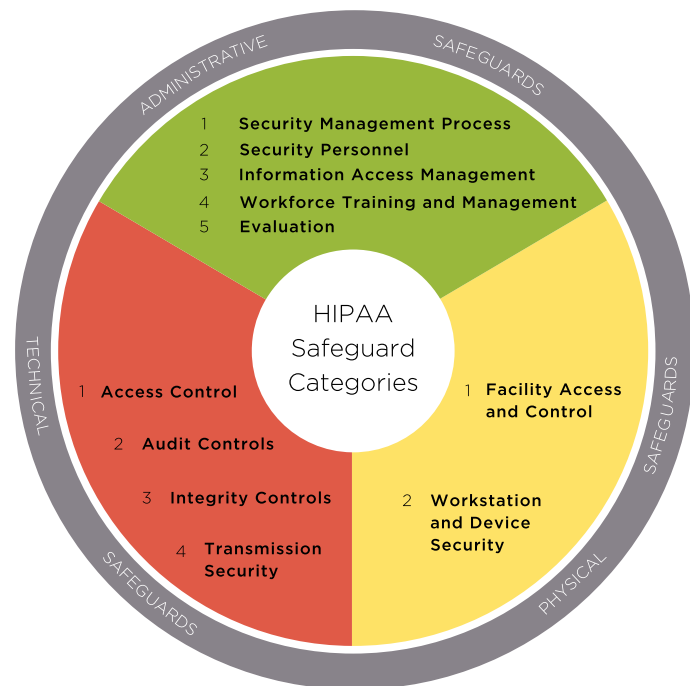 ADMINISTRATIVE SAFEGUARDS
1 Security Management Process
2 Security Personnel
3 Information Access Management
4 Workforce Training and Management
5 Evaluation
HIPAA
Safeguard
Categories
TECHNICAL SAFEGUARDS
1 Access Control
2 Audit Controls
3 Integrity Controls
4 Transmission
Security
PHYSICAL SAFEGUARDS
1 Facility Access
and Control
2 Workstation
and Device
Security